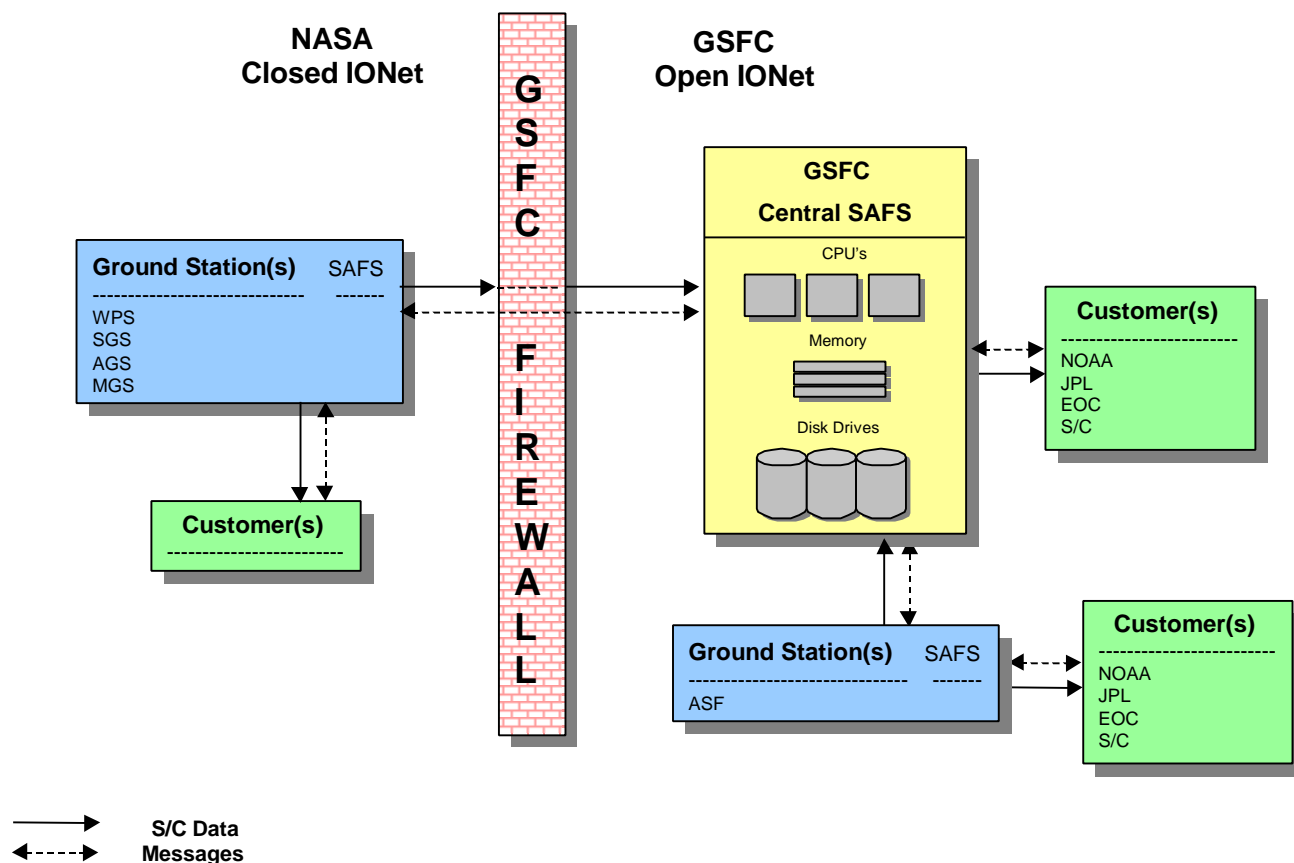 NASA
Closed IONet
GSFC
Open IONet
G
S
F
C
F
I
R
E
W
A
L
L
Ground Station(s) SAFS
WPS
SGS
AGS
MGS
Customer(s)
GSFC
Central SAFS
CPU's
Memory
Disk Drives
Customer(s)
NOAA
JPL
EOC
S/C
Ground Station(s) SAFS
ASF
Customer(s)
NOAA
JPL
EOC
S/C
S/C Data
Messages